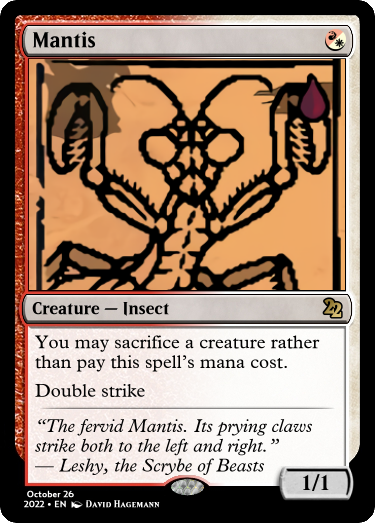 Mantis
Creature — Insect
22
You may sacrifice a creature rather
than pay this spell's mana cost.
Double strike
“The fervid Mantis. Its prying claws
strike both to the left and right.”
— Leshy, the Scrybe of Beasts
1/1
October 26
2022 • EN David Hagemann